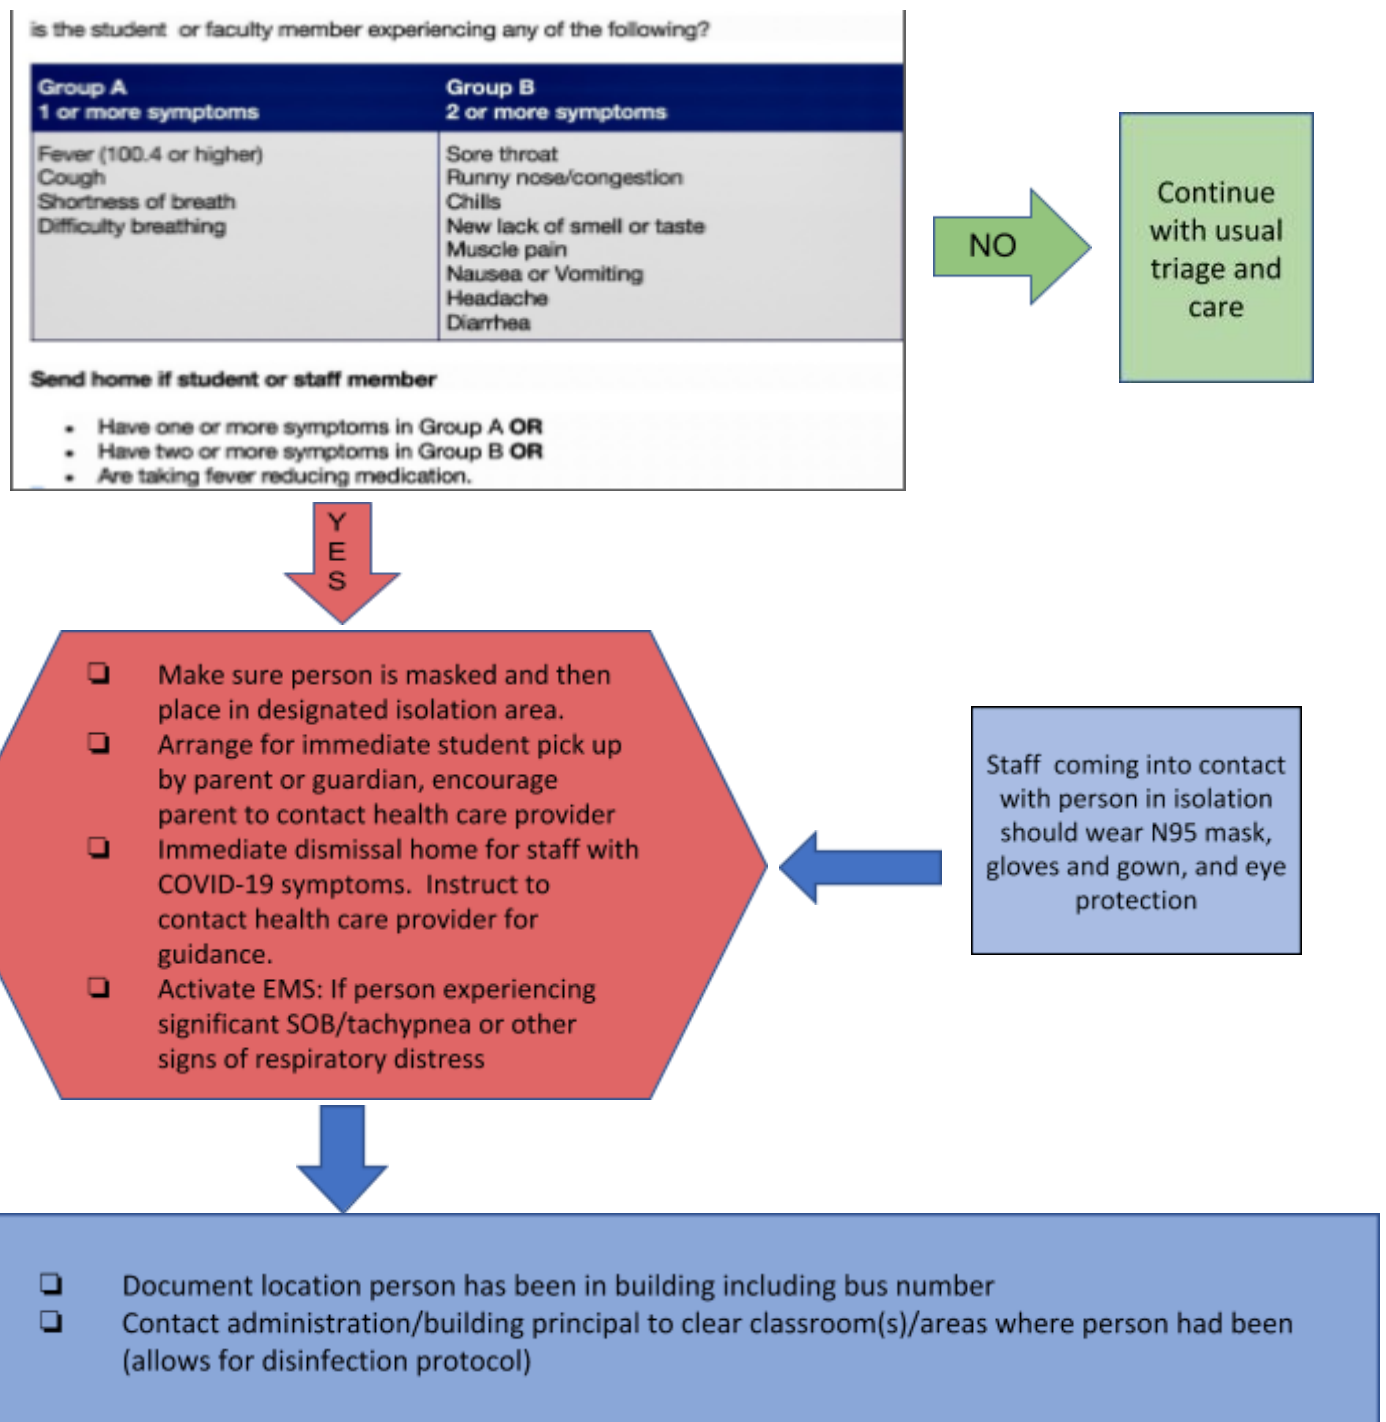 is the student or faculty member experiencing any of the following?
Group A
1 or more symptoms
Group B
2 or more symptoms
Fever (100.4 or higher)
Cough
Shortness of breath
Difficulty breathing
Sore throat
Runny nose/congestion
Chills
New lack of smell or taste
Muscle pain
Nausea or Vomiting
Headache
Diarrhea
Send home if student or staff member
• Have one or more symptoms in Group A OR
• Have two or more symptoms in Group B OR
• Are taking fever reducing medication.
NO
Continue
with usual
triage and
care
Y
E
S
❏ Make sure person is masked and then
place in designated isolation area.
❏ Arrange for immediate student pick up
by parent or guardian, encourage
parent to contact health care provider
❏ Immediate dismissal home for staff with
COVID-19 symptoms. Instruct to
contact health care provider for
guidance.
❏ Activate EMS: If person experiencing
significant SOB/tachypnea or other
signs of respiratory distress
Staff coming into contact
with person in isolation
should wear N95 mask,
gloves and gown, and eye
protection
❏ Document location person has been in building including bus number
❏ Contact administration/building principal to clear classroom(s)/areas where person had been
(allows for disinfection protocol)